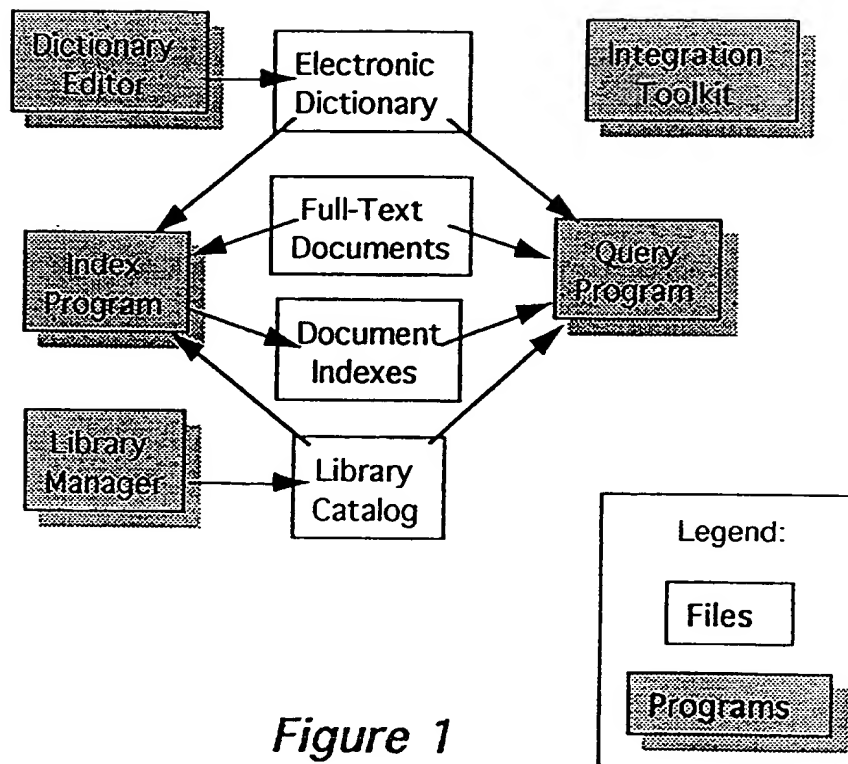 Dictionary
Editor
Electronic
Dictionary
Integration
Toolkit
Full-Text
Documents
Index
Program
Query
Program
Document
Indexes
Library
Manager
Library
Catalog
Legend:
Files
Programs
Figure 1